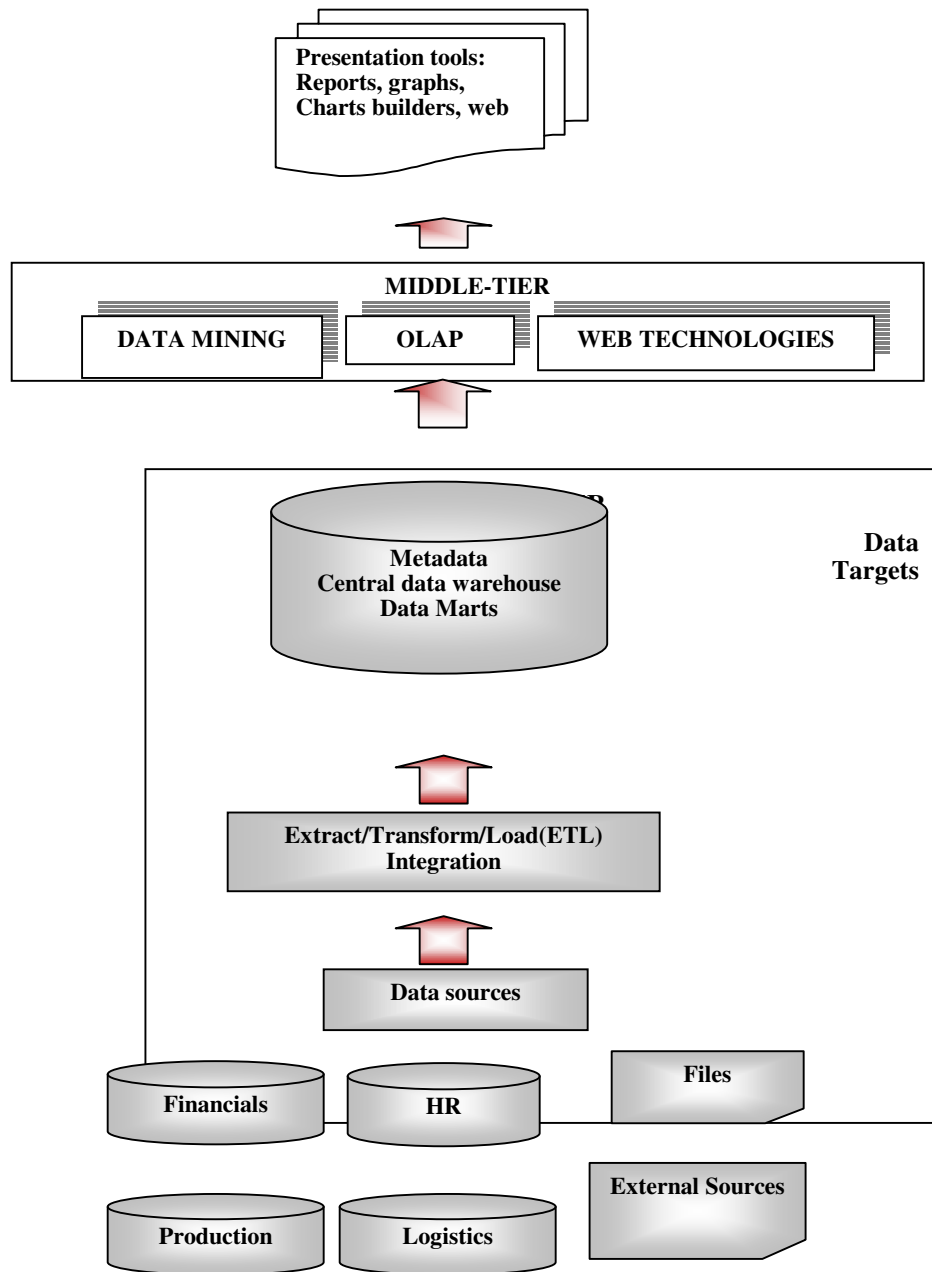 Presentation tools:
Reports, graphs,
Charts builders, web
MIDDLE-TIER
DATA MINING
OLAP
WEB TECHNOLOGIES
Data
Targets
Metadata
Central data warehouse
Data Marts
Extract/Transform/Load(ETL)
Integration
Data sources
Financials
HR
Files
External Sources
Production
Logistics